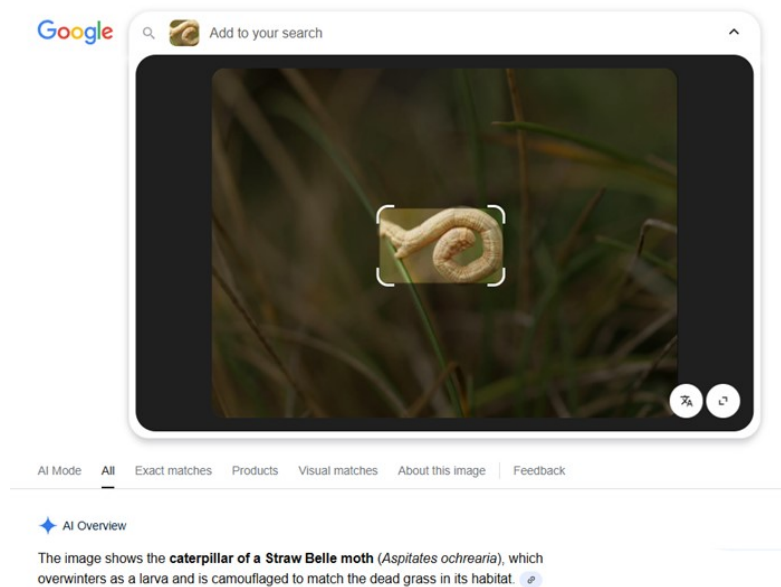 Google
Add to your search
AI Mode All Exact matches Products Visual matches About this image Feedback
AI Overview
The image shows the caterpillar of a Straw Belle moth (Aspitates ochrearia), which
overwinters as a larva and is camouflaged to match the dead grass in its habitat.